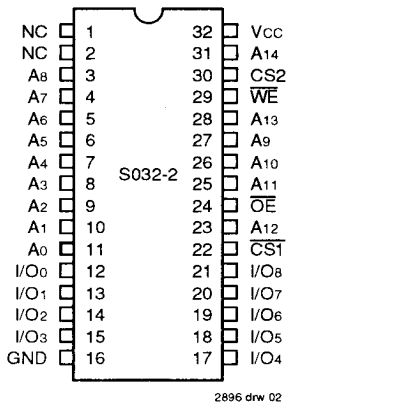 NC 1 32 VCC
NC 2 31 A14
A8 3 30 CS2
A7 4 29 W̅E̅
A6 5 28 A13
A5 6 27 A9
A4 7 26 A10
A3 8 S032-2 25 A11
A2 9 24 O̅E̅
A1 10 23 A12
A0 11 22 C̅S̅1̅
I/O0 12 21 I/O8
I/O1 13 20 I/O7
I/O2 14 19 I/O6
I/O3 15 18 I/O5
GND 16 17 I/O4
2896 drw 02